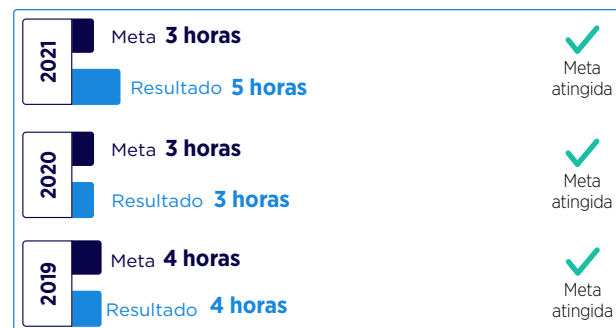 2021
Meta 3 horas
Resultado 5 horas
Meta
atingida
2020
Meta 3 horas
Resultado 3 horas
Meta
atingida
2019
Meta 4 horas
Resultado 4 horas
Meta
atingida